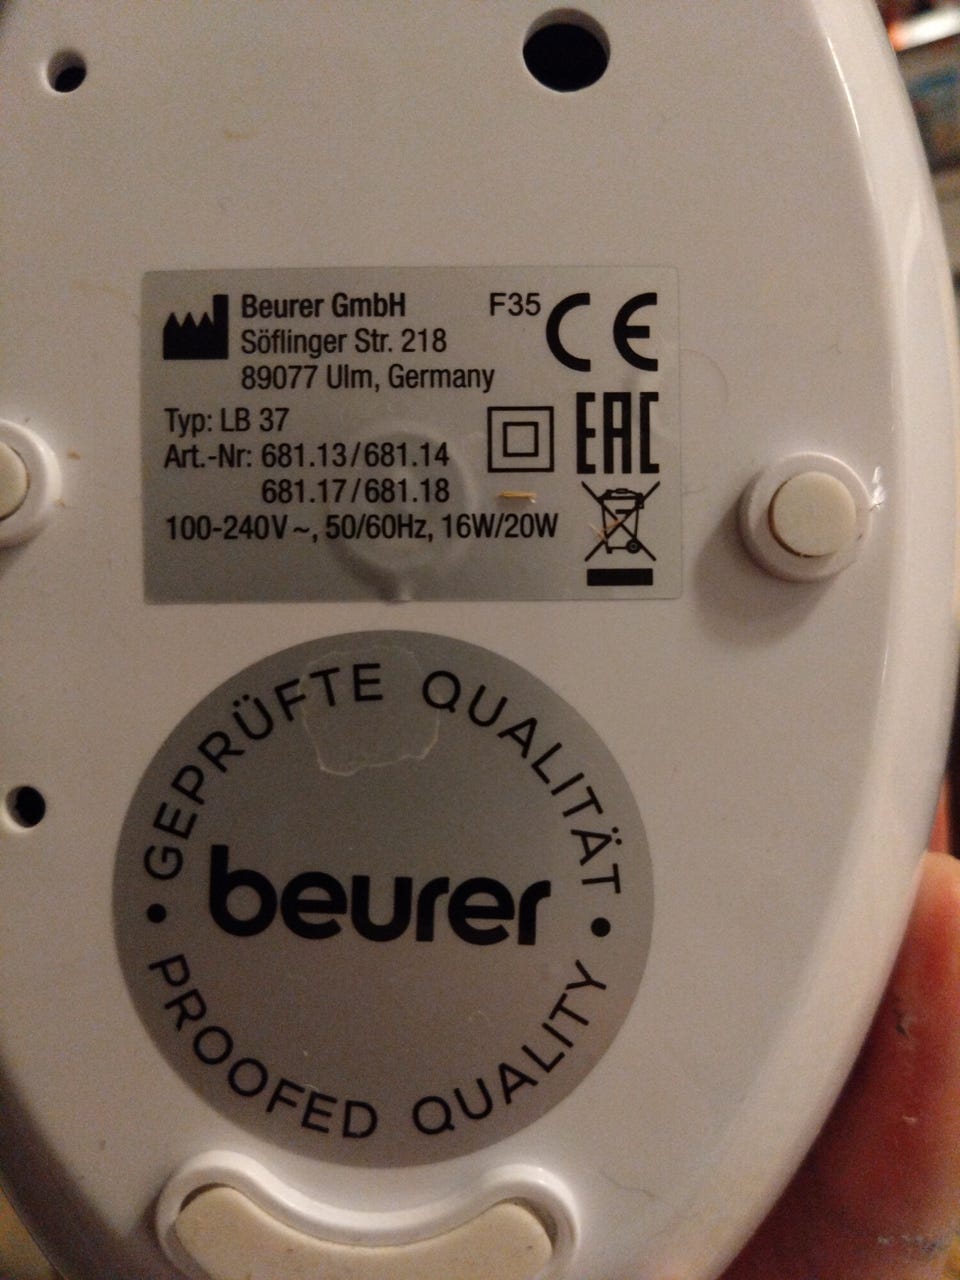 Beurer GmbH
Söflinger Str. 218
89077 Ulm, Germany
F35
CE
Typ: LB 37
Art.-Nr: 681.13/681.14
681.17/681.18
100-240V~, 50/60Hz, 16W/20W
EAC
GEPRÜFTE QUALITÄT
beurer
PROOFED QUALITY